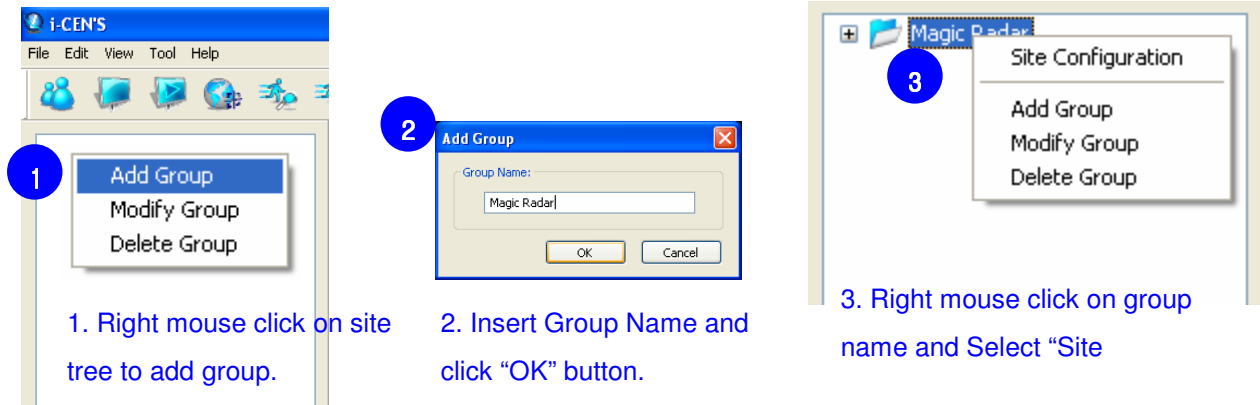 i-CEN'S
File Edit View Tool Help
1
Add Group
Modify Group
Delete Group
1. Right mouse click on site
tree to add group.
2
Add Group
Group Name:
Magic Radar
OK Cancel
2. Insert Group Name and
click “OK” button.
Magic Radar
3
Site Configuration
Add Group
Modify Group
Delete Group
3. Right mouse click on group
name and Select “Site